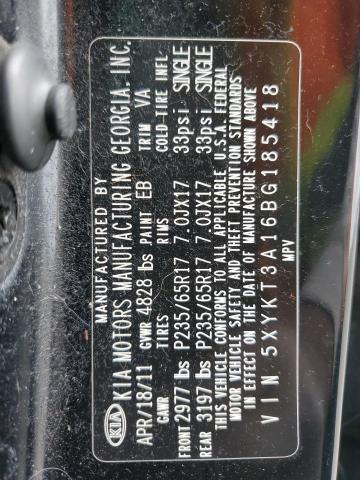 MANUFACTURED BY
KIA KIA MOTORS MANUFACTURING GEORGIA, INC.
APR/18/11 GVWR 4828 lbs PAINT EB TRIM VA
GAWR TIRES RIMS COLD-TIRE INFL
FRONT 2977 lbs P235/65R17 7.0JX17 33psi SINGLE
REAR 3197 lbs P235/65R17 7.0JX17 33psi SINGLE
THIS VEHICLE CONFORMS TO ALL APPLICABLE U.S.A FEDERAL
MOTOR VEHICLE SAFETY AND THEFT PREVENTION STANDARDS
IN EFFECT ON THE DATE OF MANUFACTURE SHOWN ABOVE
VIN 5XYKT3A16BG185418
MPV